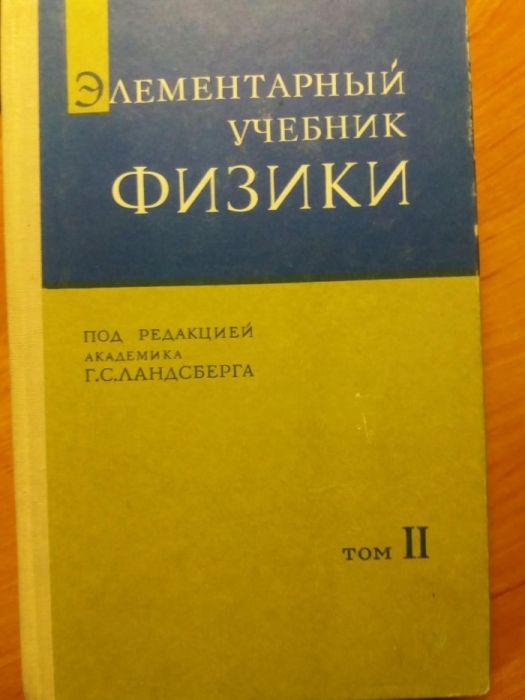 Элементарный
учебник
физики
под редакцией
академика
Г.С.Ландсберга
том II